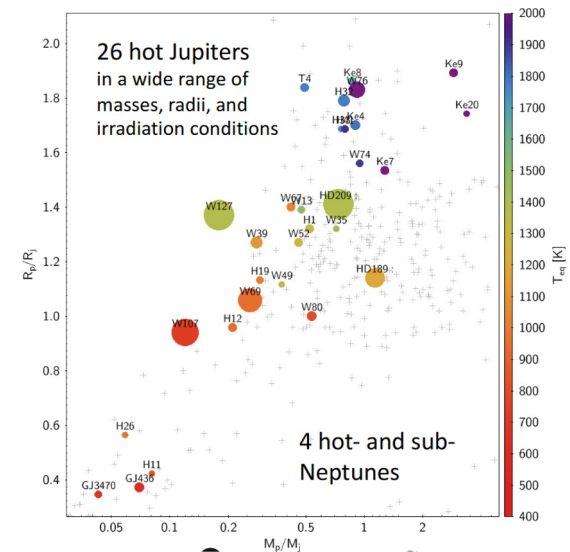 26 hot Jupiters
in a wide range of
masses, radii, and
irradiation conditions
4 hot- and sub-
Neptunes
Ke9
Ke8
W76
T4
H32
Ke20
Ke4
W74
Ke7
HD209
W67
W13
W127
H1
W35
W39
W52
HD189
H19
W49
W69
W80
H12
W107
H26
H11
GJ436
GJ3470
2.0
1.8
1.6
1.4
1.2
1.0
0.8
0.6
0.4
Rp/Rj
0.05 0.1 0.2 0.5 1 2
Mp/Mj
2000
1900
1800
1700
1600
1500
1400
1300
1200
1100
1000
900
800
700
600
500
400
Teq [K]